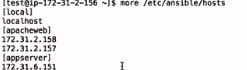 [test@ip-172-31-2-156 ~]$ more /etc/ansible/hosts
[local]
localhost
[apacheweb]
172.31.2.158
172.31.2.157
[appserver]
172.31.6.151